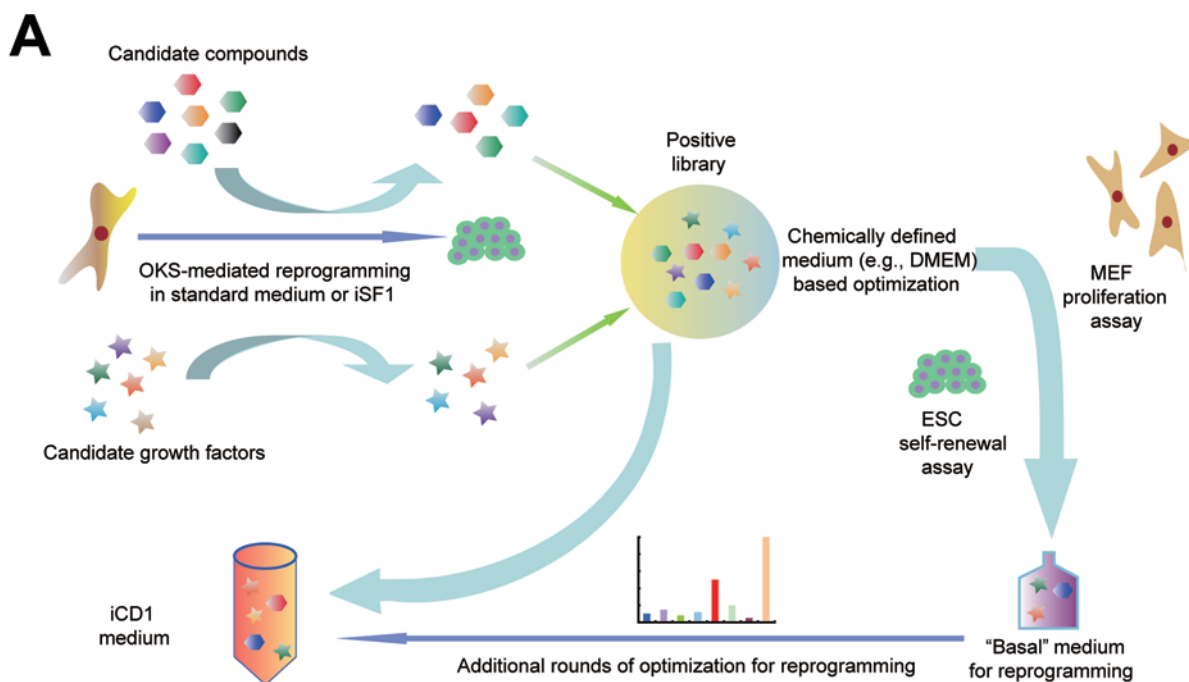 A
Candidate compounds
OKS-mediated reprogramming
in standard medium or iSF1
Candidate growth factors
Positive
library
Chemically defined
medium (e.g., DMEM)
based optimization
MEF
proliferation
assay
ESC
self-renewal
assay
iCD1
medium
Additional rounds of optimization for reprogramming
“Basal” medium
for reprogramming